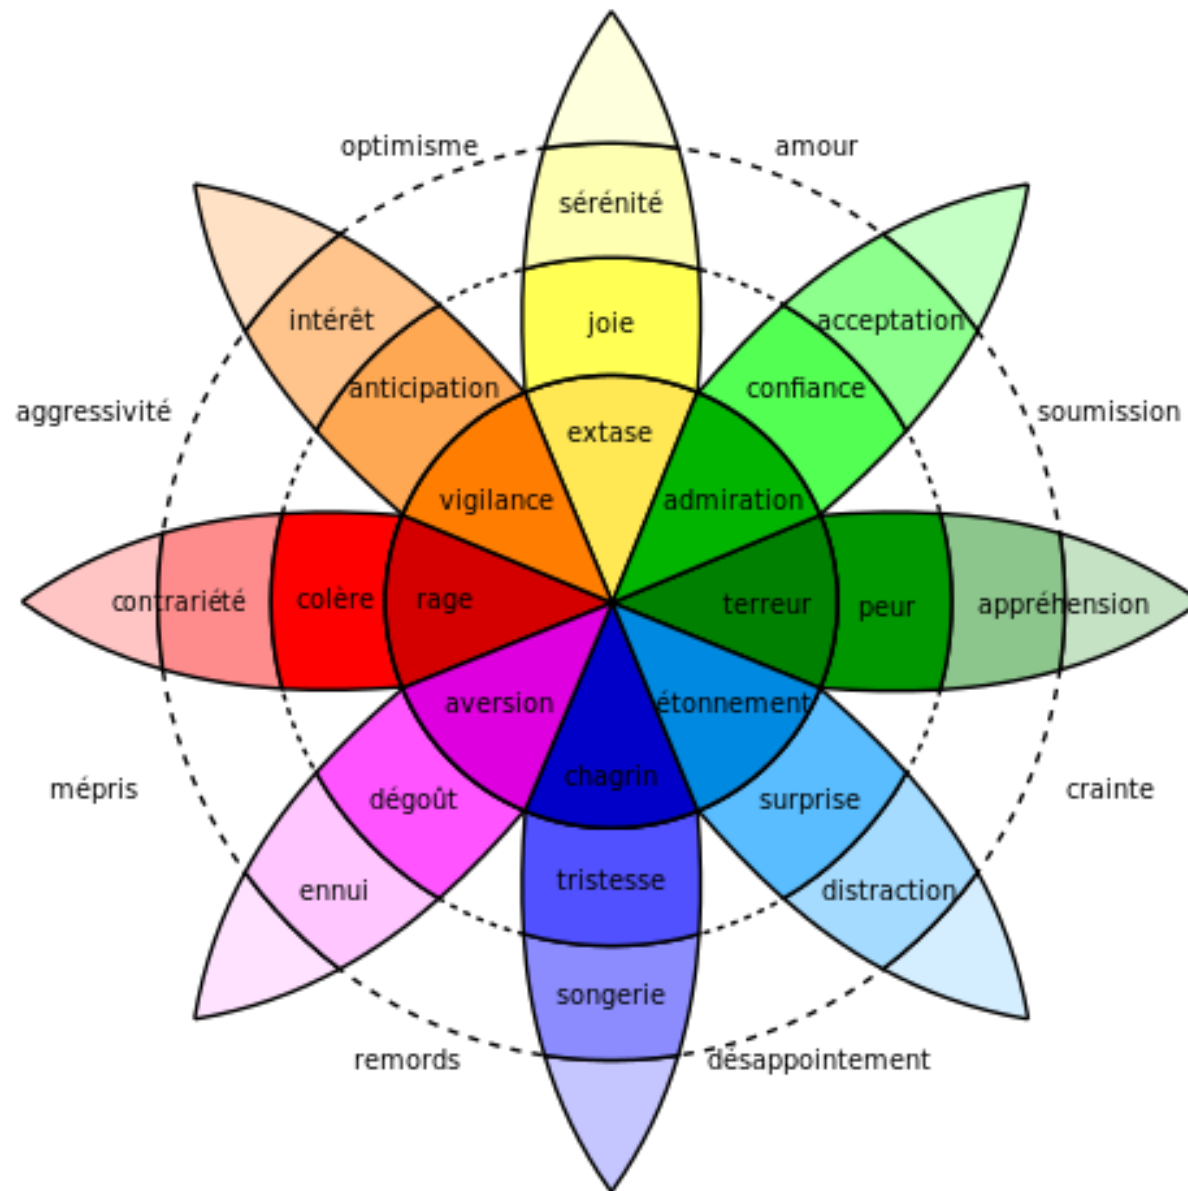 optimisme
amour
sérénité
intérêt
joie
acceptation
anticipation
confiance
aggressivité
soumission
extase
vigilance
admiration
contrariété
colère
rage
terreur
peur
appréhension
aversion
étonnement
chagrin
mépris
crainte
dégoût
surprise
tristesse
ennui
distraction
songerie
remords
désappointement